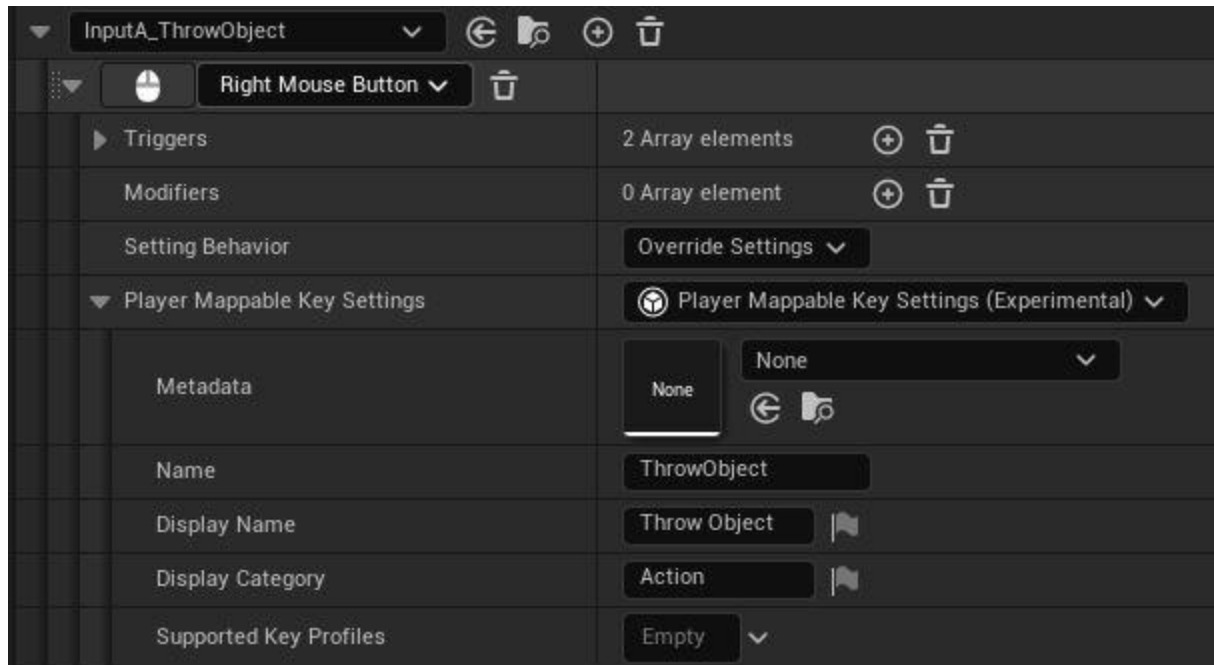 InputA_ThrowObject
Right Mouse Button
Triggers 2 Array elements
Modifiers 0 Array element
Setting Behavior Override Settings
Player Mappable Key Settings Player Mappable Key Settings (Experimental)
Metadata None None
Name ThrowObject
Display Name Throw Object
Display Category Action
Supported Key Profiles Empty